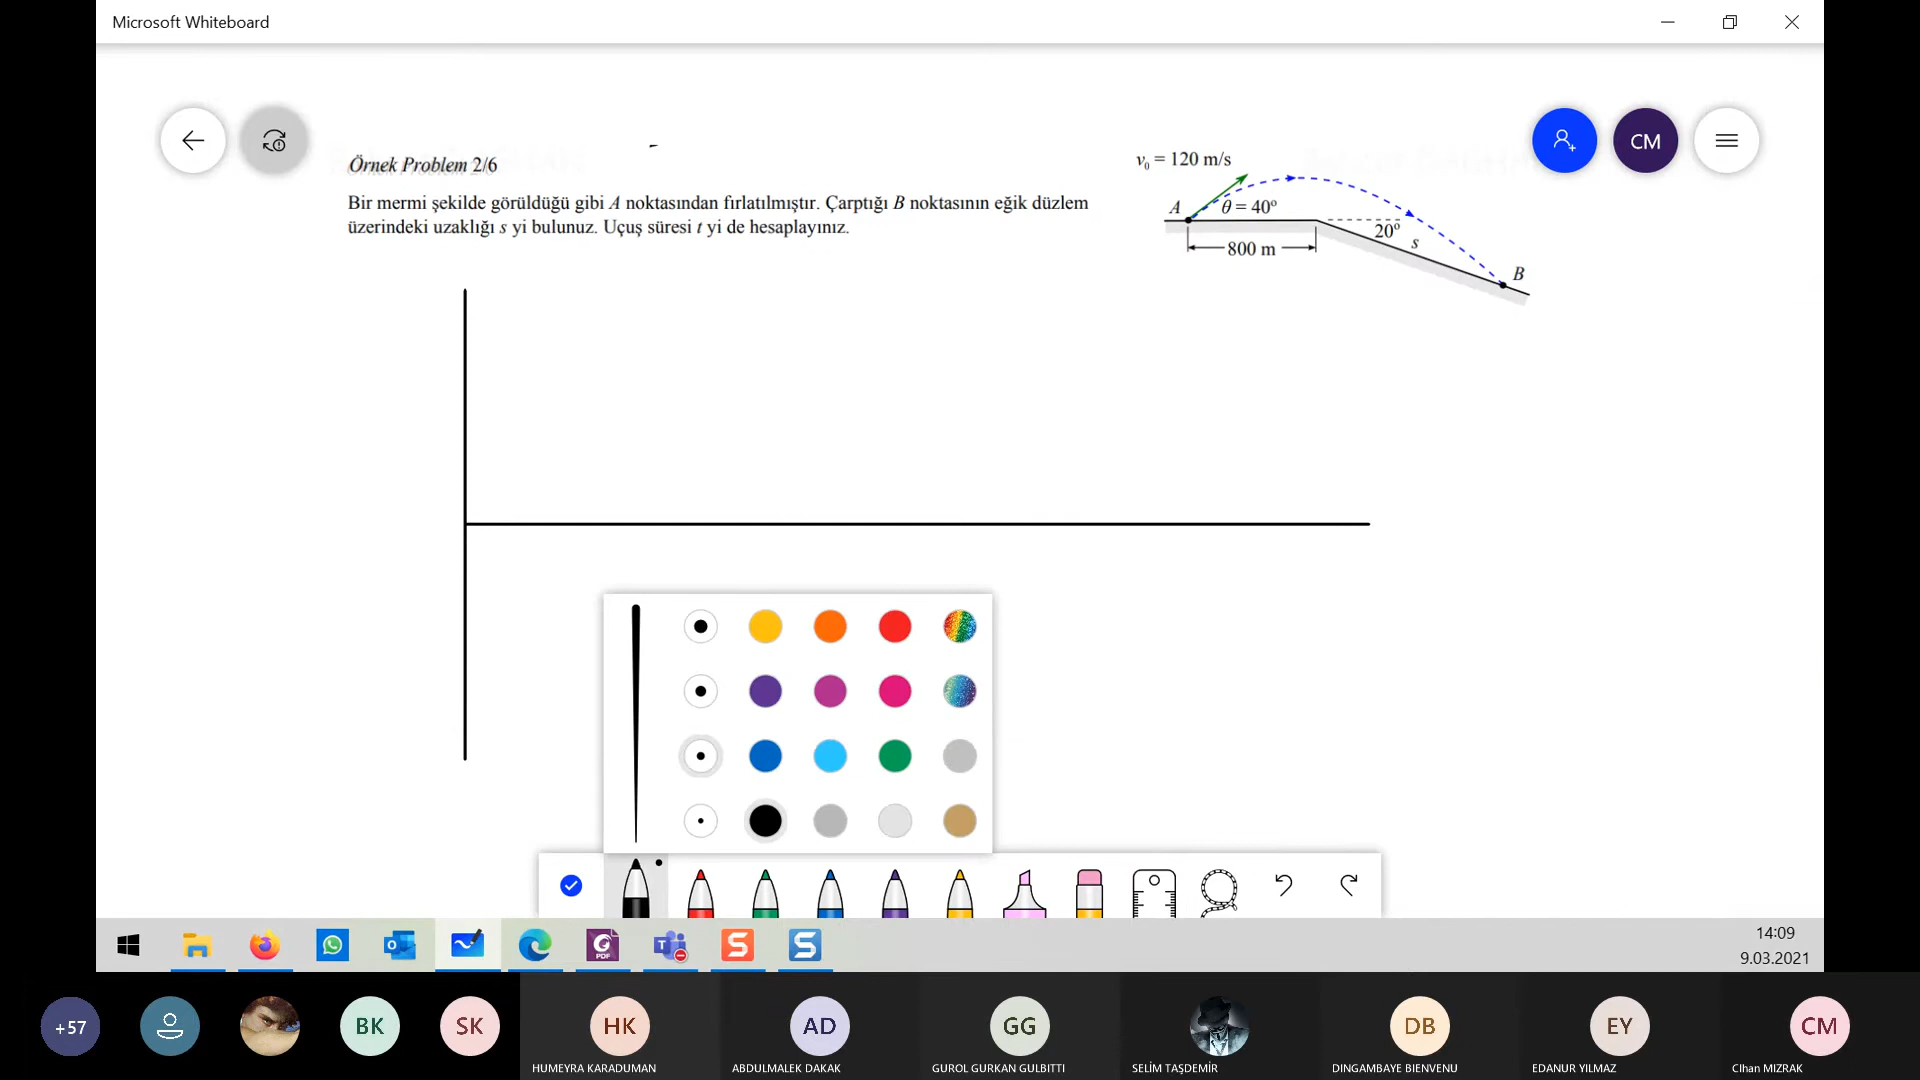 Microsoft Whiteboard
CM
Örnek Problem 2/6
Bir mermi şekilde görüldüğü gibi A noktasından fırlatılmıştır. Çarptığı B noktasının eğik düzlem
üzerindeki uzaklığı s yi bulunuz. Uçuş süresi t yi de hesaplayınız.
v₀ = 120 m/s
A
θ = 40°
20°
s
800 m
B
PDF
T
S
S
14:09
9.03.2021
+57
BK
SK
HK
HUMEYRA KARADUMAN
AD
ABDULMALEK DAKAK
GG
GUROL GURKAN GULBITTI
SELİM TAŞDEMİR
DB
DINGAMBAYE BIENVENU
EY
EDANUR YILMAZ
CM
CIhan MIZRAK